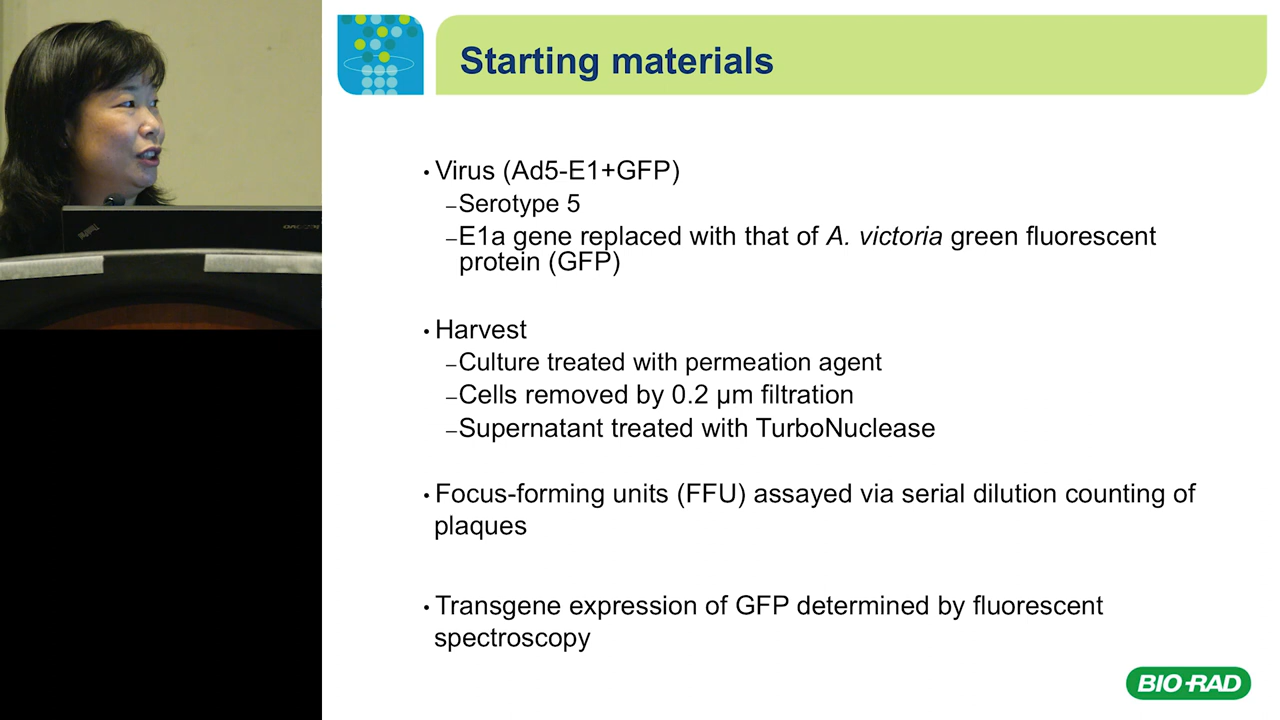 Starting materials
• Virus (Ad5-E1+GFP)
–Serotype 5
–E1a gene replaced with that of A. victoria green fluorescent
protein (GFP)
• Harvest
–Culture treated with permeation agent
–Cells removed by 0.2 µm filtration
–Supernatant treated with TurboNuclease
• Focus-forming units (FFU) assayed via serial dilution counting of
plaques
• Transgene expression of GFP determined by fluorescent
spectroscopy
BIO-RAD